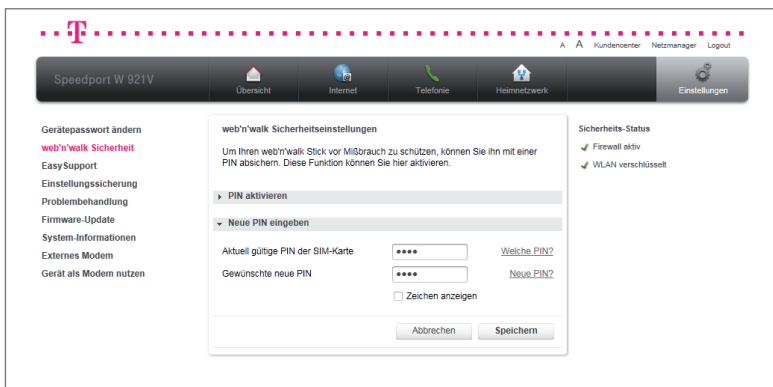 T
A A Kundencenter Netzmanager Logout
Speedport W 921V
Übersicht
Internet
Telefonie
Heimnetzwerk
Einstellungen
Gerätepasswort ändern
web'n'walk Sicherheit
EasySupport
Einstellungssicherung
Problembehandlung
Firmware-Update
System-Informationen
Externes Modem
Gerät als Modem nutzen
web'n'walk Sicherheitseinstellungen
Um Ihren web'n'walk Stick vor Mißbrauch zu schützen, können Sie ihn mit einer
PIN absichern. Diese Funktion können Sie hier aktivieren.
PIN aktivieren
Neue PIN eingeben
Aktuell gültige PIN der SIM-Karte •••• Welche PIN?
Gewünschte neue PIN •••• Neue PIN?
Zeichen anzeigen
Abbrechen Speichern
Sicherheits-Status
Firewall aktiv
WLAN verschlüsselt